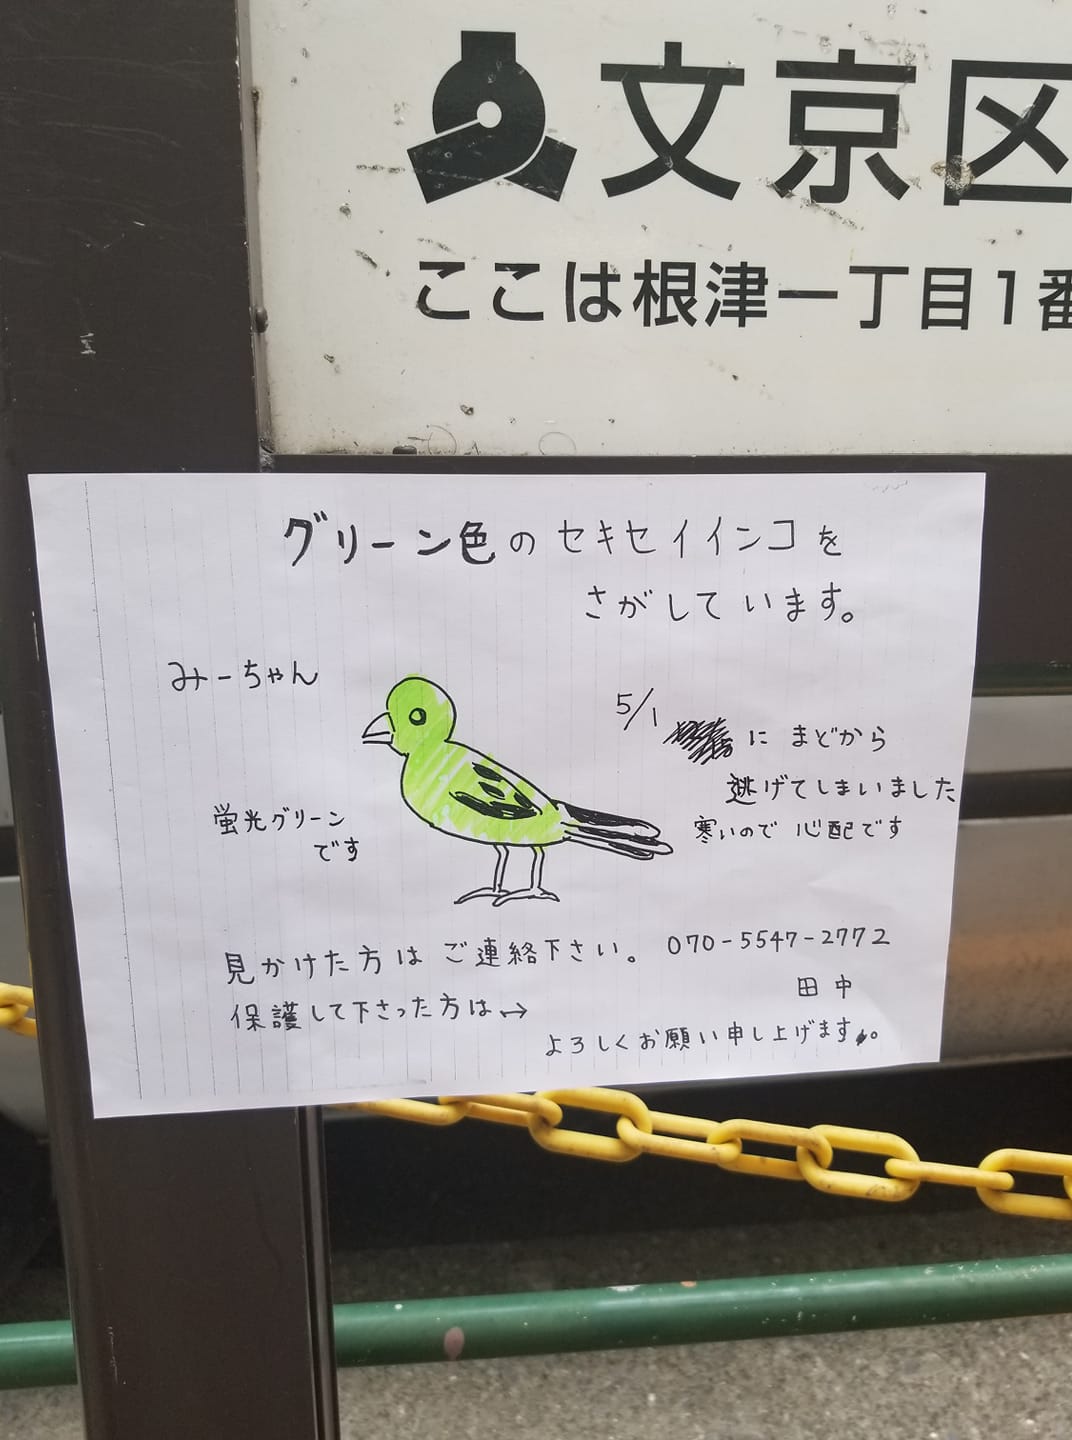 文京区
ここは根津一丁目1番
グリーン色のセキセイインコを
さがしています。
みーちゃん
5/1
にまどから
逃げてしまいました
寒いので心配です
蛍光グリーン
です
見かけた方はご連絡下さい。 070-5547-2772
保護して下さった方は→ 田中
よろしくお願い申し上げます。